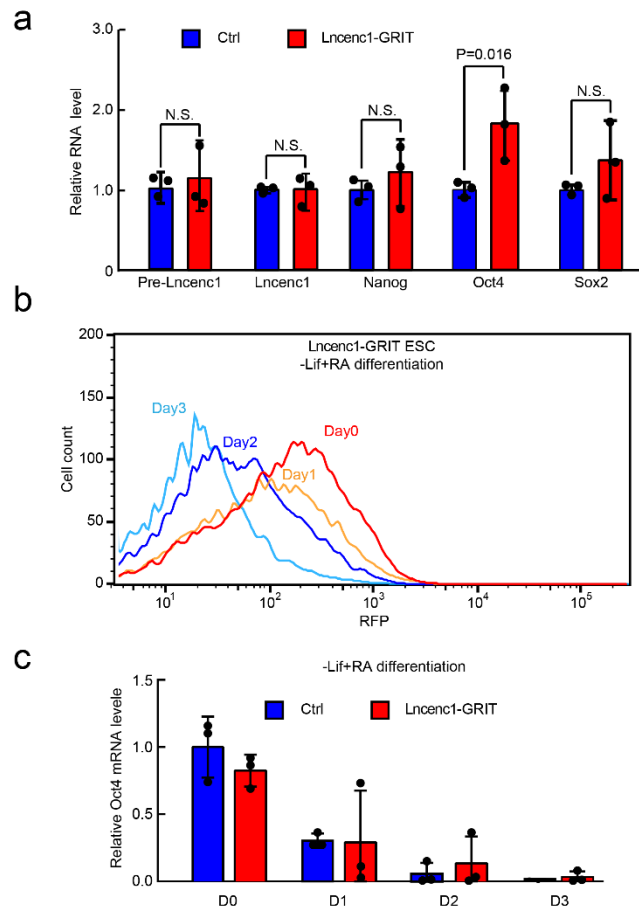 a
Ctrl
Lncenc1-GRIT
Relative RNA level
3.0
2.0
1.0
0
N.S.
N.S.
N.S.
P=0.016
N.S.
Pre-Lncenc1
Lncenc1
Nanog
Oct4
Sox2
b
Lncenc1-GRIT ESC
-Lif+RA differentiation
Cell count
200
150
100
50
0
Day3
Day2
Day1
Day0
10^1
10^2
10^3
10^4
10^5
RFP
c
-Lif+RA differentiation
Ctrl
Lncenc1-GRIT
Relative Oct4 mRNA levele
1.5
1.0
0.5
0.0
D0
D1
D2
D3